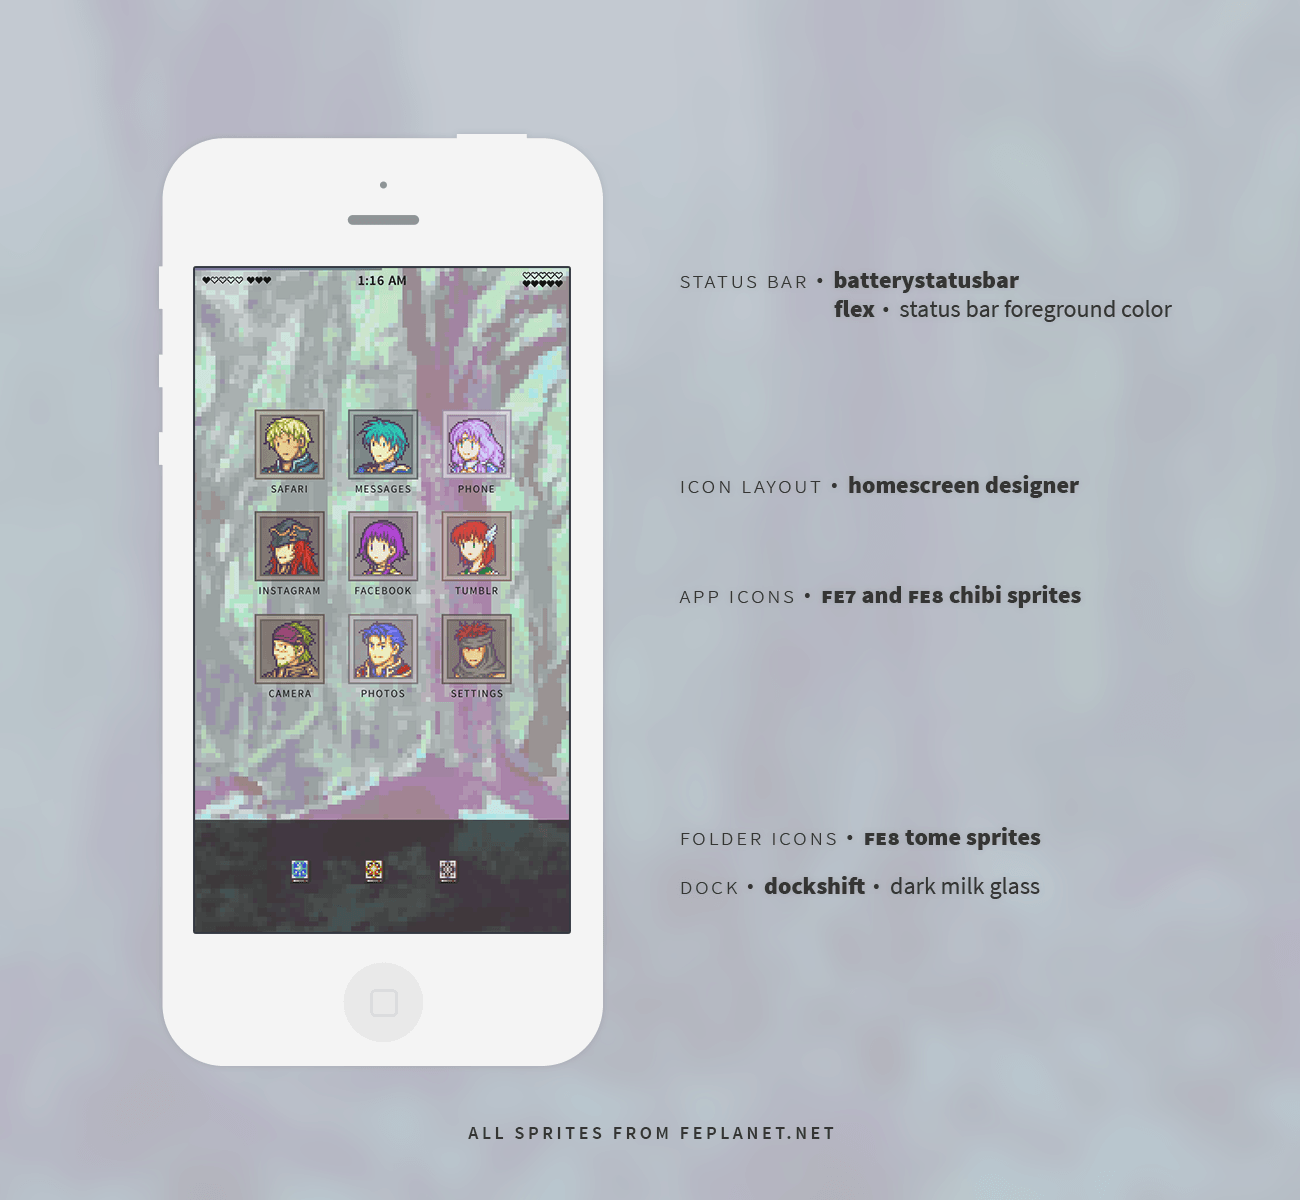 1:16 AM
SAFARI MESSAGES PHONE
INSTAGRAM FACEBOOK TUMBLR
CAMERA PHOTOS SETTINGS
STATUS BAR • batterystatusbar
flex • status bar foreground color
ICON LAYOUT • homescreen designer
APP ICONS • FE7 and FE8 chibi sprites
FOLDER ICONS • FE8 tome sprites
DOCK • dockshift • dark milk glass
ALL SPRITES FROM FEPLANET.NET